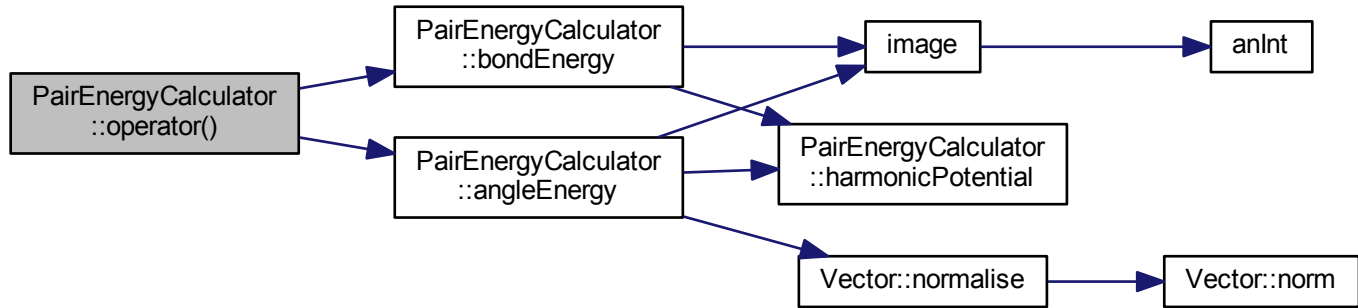 PairEnergyCalculator
::operator()
PairEnergyCalculator
::bondEnergy
PairEnergyCalculator
::angleEnergy
image
anInt
PairEnergyCalculator
::harmonicPotential
Vector::normalise
Vector::norm